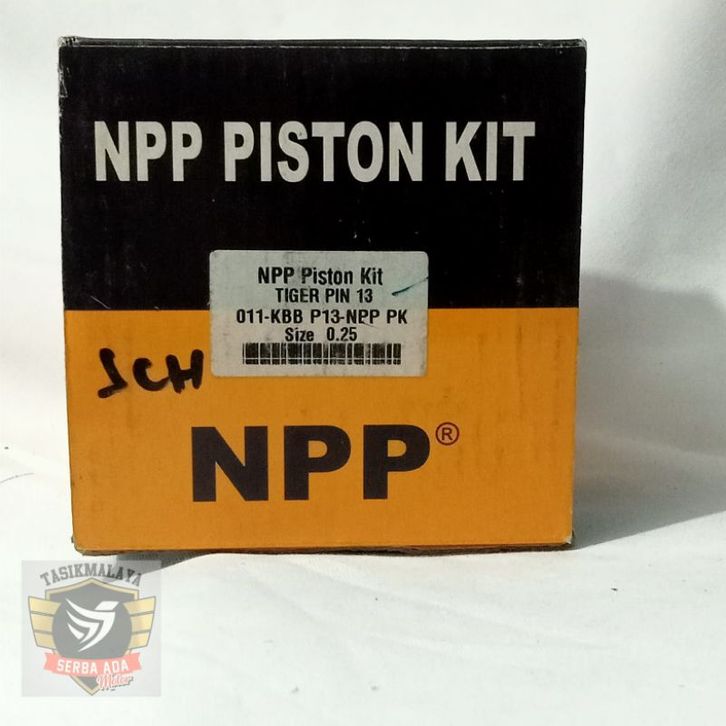 NPP PISTON KIT
NPP Piston Kit
TIGER PIN 13
011-KBB P13-NPP PK
Size 0.25
SCH
NPP®
TASIKMALAYA
SERBA ADA
Motor